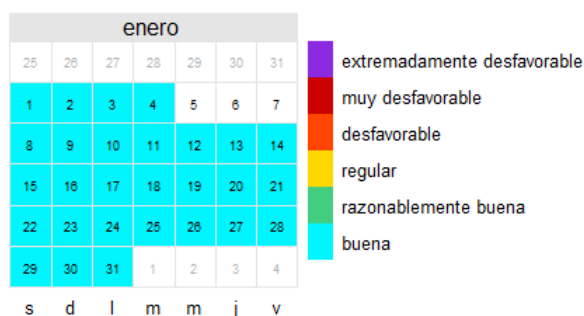 enero
25 26 27 28 29 30 31
1 2 3 4 5 6 7
8 9 10 11 12 13 14
15 16 17 18 19 20 21
22 23 24 25 26 27 28
29 30 31 1 2 3 4
s d l m m j v
extremadamente desfavorable
muy desfavorable
desfavorable
regular
razonablemente buena
buena